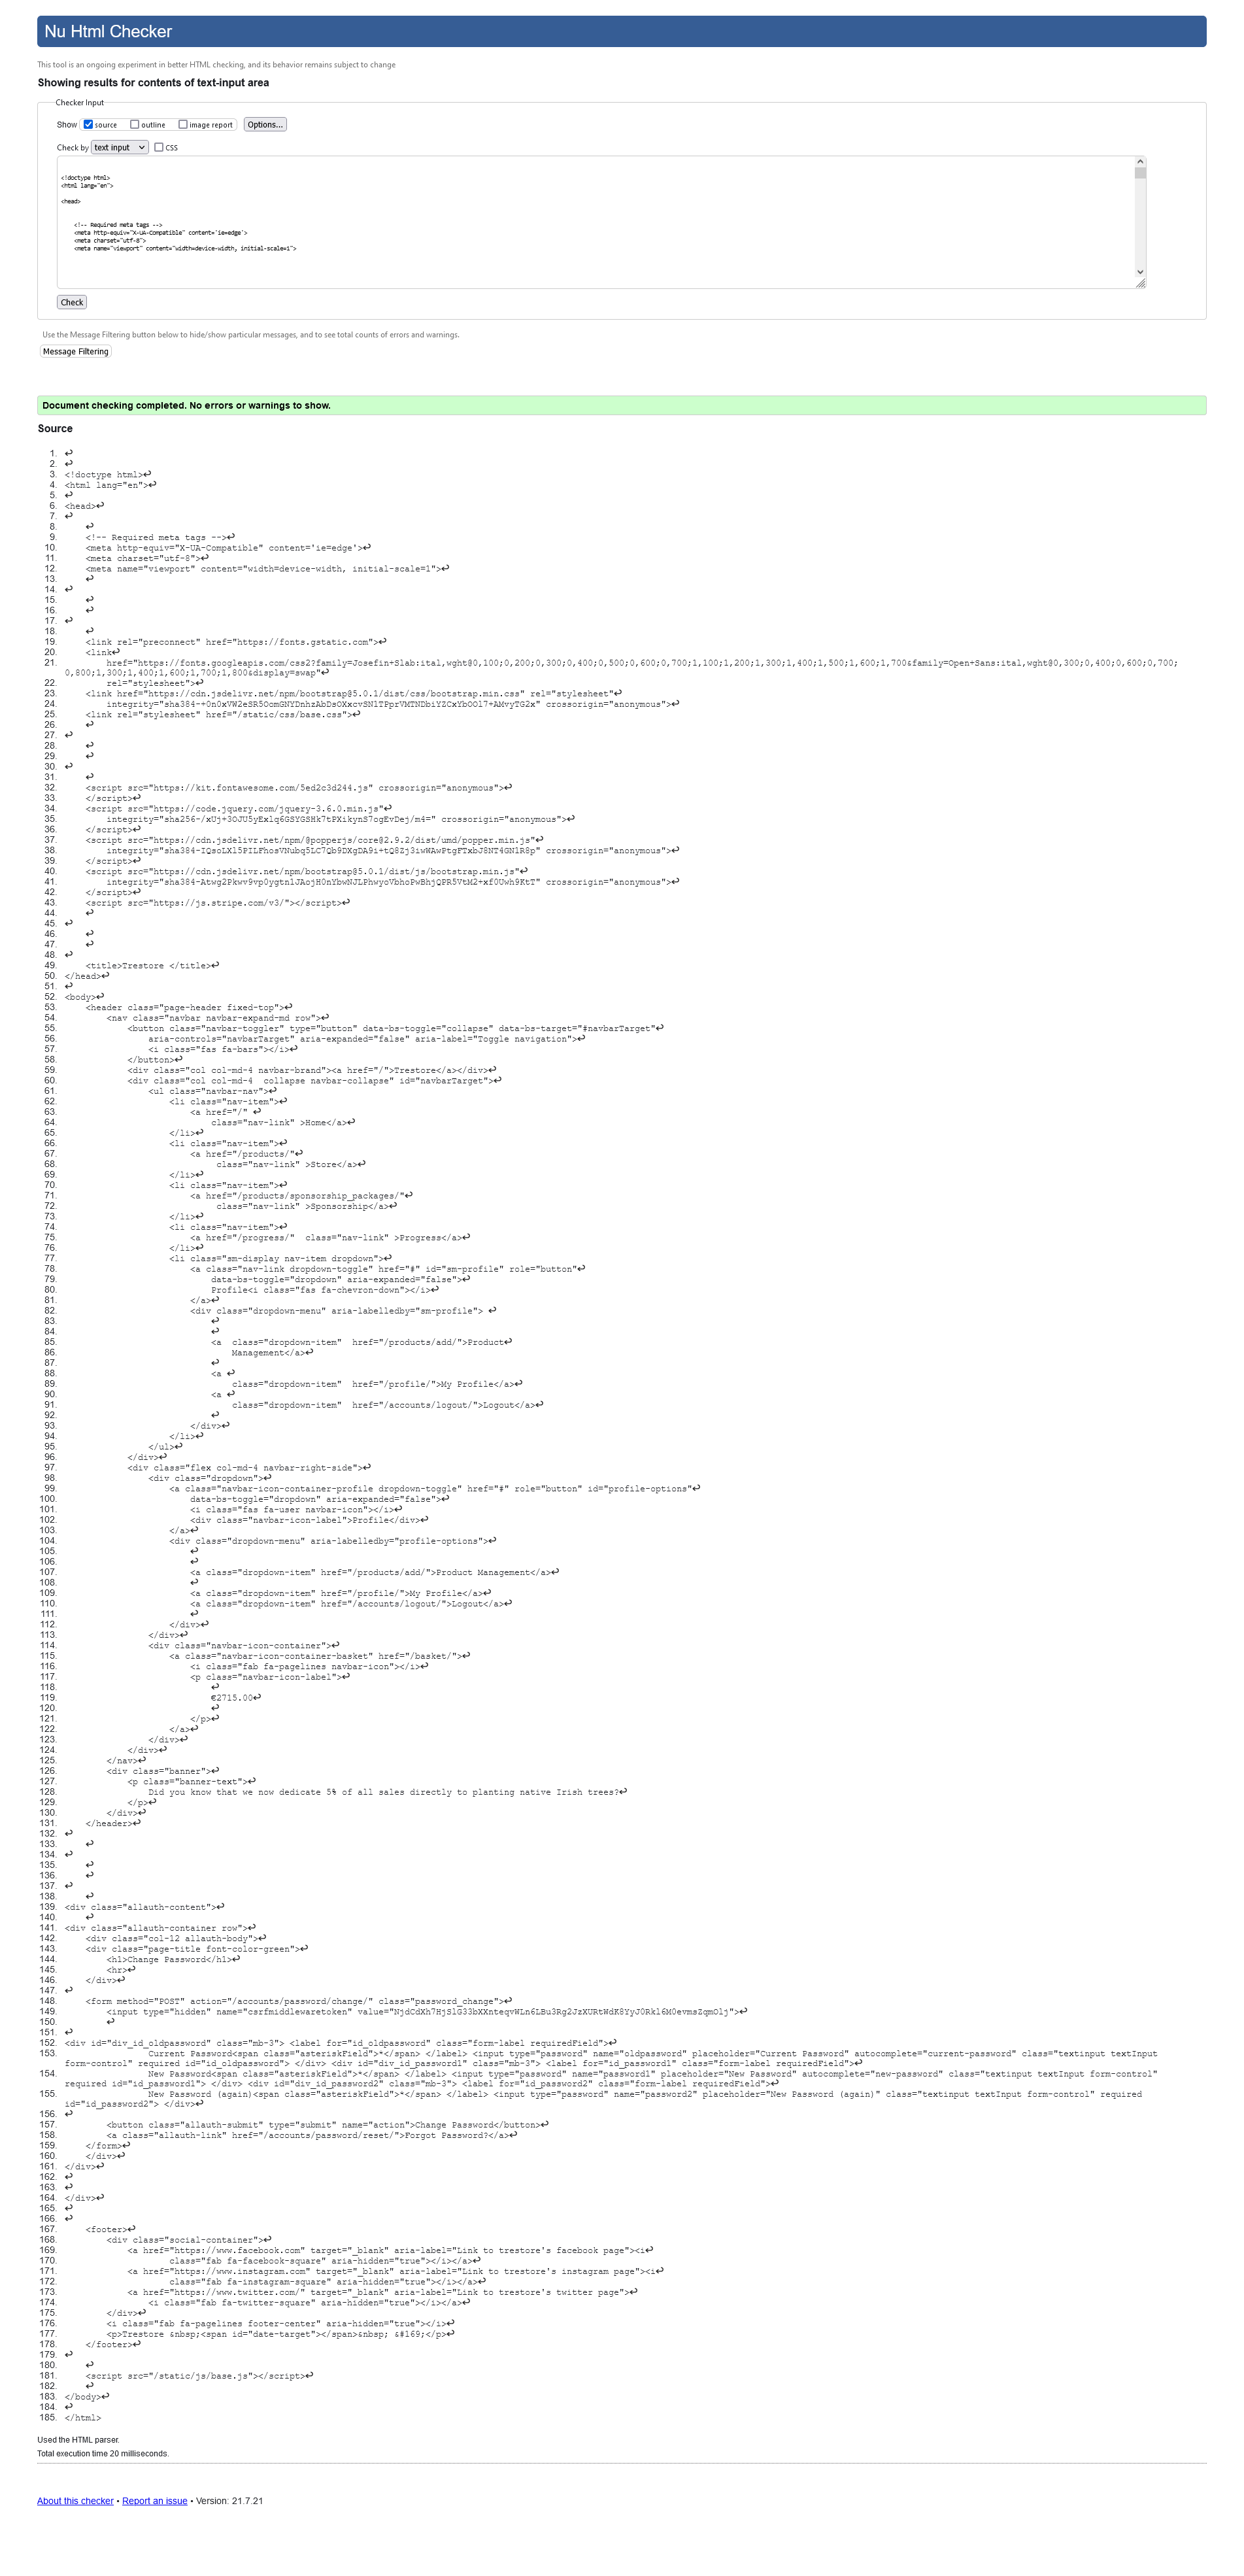 Nu Html Checker
This tool is an ongoing experiment in better HTML checking, and its behavior remains subject to change
Showing results for contents of text-input area
Checker Input
Show source outline image report Options...
Check by text input CSS
<!doctype html>
<html lang="en">
<head>
<!-- Required meta tags -->
<meta http-equiv="X-UA-Compatible" content='ie=edge'>
<meta charset="utf-8">
<meta name="viewport" content="width=device-width, initial-scale=1">
Check
Use the Message Filtering button below to hide/show particular messages, and to see total counts of errors and warnings.
Message Filtering
Document checking completed. No errors or warnings to show.
Source
1. ↩
2. ↩
3. <!doctype html>↩
4. <html lang="en">↩
5. ↩
6. <head>↩
7. ↩
8. ↩
9. <!-- Required meta tags -->↩
10. <meta http-equiv="X-UA-Compatible" content='ie=edge'>↩
11. <meta charset="utf-8">↩
12. <meta name="viewport" content="width=device-width, initial-scale=1">↩
13. ↩
14. ↩
15. ↩
16. ↩
17. ↩
18. ↩
19. <link rel="preconnect" href="https://fonts.gstatic.com">↩
20. <link↩
21. href="https://fonts.googleapis.com/css2?family=Josefin+Slab:ital,wght@0,100;0,200;0,300;0,400;0,500;0,600;0,700;1,100;1,200;1,300;1,400;1,500;1,600;1,700&family=Open+Sans:ital,wght@0,300;0,400;0,600;0,700;
0,800;1,300;1,400;1,600;1,700;1,800&display=swap"↩
22. rel="stylesheet">↩
23. <link href="https://cdn.jsdelivr.net/npm/bootstrap@5.0.1/dist/css/bootstrap.min.css" rel="stylesheet"↩
24. integrity="sha384-+0n0xVW2eSR5OomGNYDnhzAbDsOXxcvSN1TPprVMTNDbiYZCxYbOOl7+AMvyTG2x" crossorigin="anonymous">↩
25. <link rel="stylesheet" href="/static/css/base.css">↩
26. ↩
27. ↩
28. ↩
29. ↩
30. ↩
31. ↩
32. <script src="https://kit.fontawesome.com/5ed2c3d244.js" crossorigin="anonymous">↩
33. </script>↩
34. <script src="https://code.jquery.com/jquery-3.6.0.min.js"↩
35. integrity="sha256-/xUj+3OJU5yExlq6GSYGSHk7tPXikynS7ogEvDej/m4=" crossorigin="anonymous">↩
36. </script>↩
37. <script src="https://cdn.jsdelivr.net/npm/@popperjs/core@2.9.2/dist/umd/popper.min.js"↩
38. integrity="sha384-IQsoLXl5PILFhosVNubq5LC7Qb9DXgDA9i+tQ8Zj3iwWAwPtgFTxbJ8NT4GN1R8p" crossorigin="anonymous">↩
39. </script>↩
40. <script src="https://cdn.jsdelivr.net/npm/bootstrap@5.0.1/dist/js/bootstrap.min.js"↩
41. integrity="sha384-Atwg2Pkwv9vp0ygtn1JAojH0nYbwNJLPhwyoVbhoPwBhjQPR5VtM2+xf0Uwh9KtT" crossorigin="anonymous">↩
42. </script>↩
43. <script src="https://js.stripe.com/v3/"></script>↩
44. ↩
45. ↩
46. ↩
47. ↩
48. ↩
49. <title>Trestore </title>↩
50. </head>↩
51. ↩
52. <body>↩
53. <header class="page-header fixed-top">↩
54. <nav class="navbar navbar-expand-md row">↩
55. <button class="navbar-toggler" type="button" data-bs-toggle="collapse" data-bs-target="#navbarTarget"↩
56. aria-controls="navbarTarget" aria-expanded="false" aria-label="Toggle navigation">↩
57. <i class="fas fa-bars"></i>↩
58. </button>↩
59. <div class="col col-md-4 navbar-brand"><a href="/">Trestore</a></div>↩
60. <div class="col col-md-4  collapse navbar-collapse" id="navbarTarget">↩
61. <ul class="navbar-nav">↩
62. <li class="nav-item">↩
63. <a href="/" ↩
64. class="nav-link" >Home</a>↩
65. </li>↩
66. <li class="nav-item">↩
67. <a href="/products/"↩
68. class="nav-link" >Store</a>↩
69. </li>↩
70. <li class="nav-item">↩
71. <a href="/products/sponsorship_packages/"↩
72. class="nav-link" >Sponsorship</a>↩
73. </li>↩
74. <li class="nav-item">↩
75. <a href="/progress/"  class="nav-link" >Progress</a>↩
76. </li>↩
77. <li class="sm-display nav-item dropdown">↩
78. <a class="nav-link dropdown-toggle" href="#" id="sm-profile" role="button"↩
79. data-bs-toggle="dropdown" aria-expanded="false">↩
80. Profile<i class="fas fa-chevron-down"></i>↩
81. </a>↩
82. <div class="dropdown-menu" aria-labelledby="sm-profile"> ↩
83. ↩
84. ↩
85. <a  class="dropdown-item"  href="/products/add/">Product↩
86. Management</a>↩
87. ↩
88. <a ↩
89. class="dropdown-item"  href="/profile/">My Profile</a>↩
90. <a ↩
91. class="dropdown-item"  href="/accounts/logout/">Logout</a>↩
92. ↩
93. </div>↩
94. </li>↩
95. </ul>↩
96. </div>↩
97. <div class="flex col-md-4 navbar-right-side">↩
98. <div class="dropdown">↩
99. <a class="navbar-icon-container-profile dropdown-toggle" href="#" role="button" id="profile-options"↩
100. data-bs-toggle="dropdown" aria-expanded="false">↩
101. <i class="fas fa-user navbar-icon"></i>↩
102. <div class="navbar-icon-label">Profile</div>↩
103. </a>↩
104. <div class="dropdown-menu" aria-labelledby="profile-options">↩
105. ↩
106. ↩
107. <a class="dropdown-item" href="/products/add/">Product Management</a>↩
108. ↩
109. <a class="dropdown-item" href="/profile/">My Profile</a>↩
110. <a class="dropdown-item" href="/accounts/logout/">Logout</a>↩
111. ↩
112. </div>↩
113. </div>↩
114. <div class="navbar-icon-container">↩
115. <a class="navbar-icon-container-basket" href="/basket/">↩
116. <i class="fab fa-pagelines navbar-icon"></i>↩
117. <p class="navbar-icon-label">↩
118. ↩
119. €2715.00↩
120. ↩
121. </p>↩
122. </a>↩
123. </div>↩
124. </div>↩
125. </nav>↩
126. <div class="banner">↩
127. <p class="banner-text">↩
128. Did you know that we now dedicate 5% of all sales directly to planting native Irish trees?↩
129. </p>↩
130. </div>↩
131. </header>↩
132. ↩
133. ↩
134. ↩
135. ↩
136. ↩
137. ↩
138. ↩
139. <div class="allauth-content">↩
140. ↩
141. <div class="allauth-container row">↩
142. <div class="col-12 allauth-body">↩
143. <div class="page-title font-color-green">↩
144. <h1>Change Password</h1>↩
145. <hr>↩
146. </div>↩
147. ↩
148. <form method="POST" action="/accounts/password/change/" class="password_change">↩
149. <input type="hidden" name="csrfmiddlewaretoken" value="NjdCdXh7HjSlG33bXXnteqvWLn6LBu3Rg2JzXURtWdK8YyJ0Rkl6M0evmsZqmOlj">↩
150. ↩
151. ↩
152. <div id="div_id_oldpassword" class="mb-3"> <label for="id_oldpassword" class="form-label requiredField">↩
153. Current Password<span class="asteriskField">*</span> </label> <input type="password" name="oldpassword" placeholder="Current Password" autocomplete="current-password" class="textinput textInput
form-control" required id="id_oldpassword"> </div> <div id="div_id_password1" class="mb-3"> <label for="id_password1" class="form-label requiredField">↩
154. New Password<span class="asteriskField">*</span> </label> <input type="password" name="password1" placeholder="New Password" autocomplete="new-password" class="textinput textInput form-control"
required id="id_password1"> </div> <div id="div_id_password2" class="mb-3"> <label for="id_password2" class="form-label requiredField">↩
155. New Password (again)<span class="asteriskField">*</span> </label> <input type="password" name="password2" placeholder="New Password (again)" class="textinput textInput form-control" required
id="id_password2"> </div>↩
156. ↩
157. <button class="allauth-submit" type="submit" name="action">Change Password</button>↩
158. <a class="allauth-link" href="/accounts/password/reset/">Forgot Password?</a>↩
159. </form>↩
160. </div>↩
161. </div>↩
162. ↩
163. ↩
164. </div>↩
165. ↩
166. ↩
167. <footer>↩
168. <div class="social-container">↩
169. <a href="https://www.facebook.com" target="_blank" aria-label="Link to trestore's facebook page"><i↩
170. class="fab fa-facebook-square" aria-hidden="true"></i></a>↩
171. <a href="https://www.instagram.com" target="_blank" aria-label="Link to trestore's instagram page"><i↩
172. class="fab fa-instagram-square" aria-hidden="true"></i></a>↩
173. <a href="https://www.twitter.com/" target="_blank" aria-label="Link to trestore's twitter page">↩
174. <i class="fab fa-twitter-square" aria-hidden="true"></i></a>↩
175. </div>↩
176. <i class="fab fa-pagelines footer-center" aria-hidden="true"></i>↩
177. <p>Trestore &nbsp;<span id="date-target"></span>&nbsp; &#169;</p>↩
178. </footer>↩
179. ↩
180. ↩
181. <script src="/static/js/base.js"></script>↩
182. ↩
183. </body>↩
184. ↩
185. </html>
Used the HTML parser.
Total execution time 20 milliseconds.
About this checker • Report an issue • Version: 21.7.21